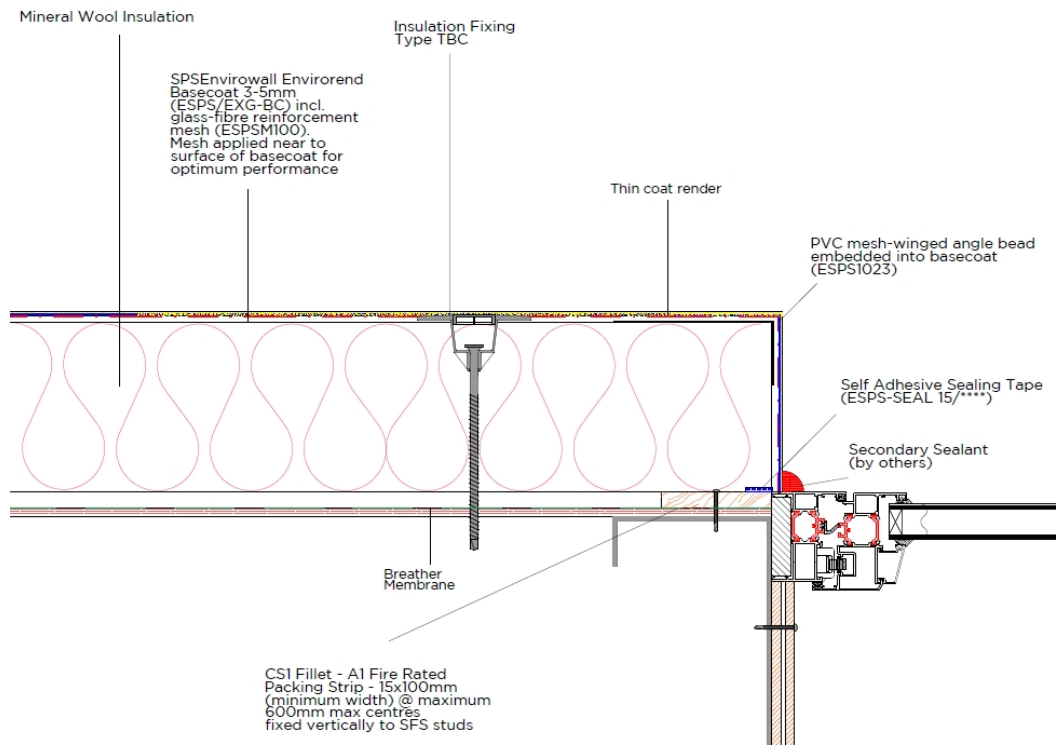 Mineral Wool Insulation
Insulation Fixing
Type TBC
SPSEnvirowall Envirorend
Basecoat 3-5mm
(ESPS/EXG-BC) incl.
glass-fibre reinforcement
mesh (ESPSM100).
Mesh applied near to
surface of basecoat for
optimum performance
Thin coat render
PVC mesh-winged angle bead
embedded into basecoat
(ESPS1023)
Self Adhesive Sealing Tape
(ESPS-SEAL 15/****)
Secondary Sealant
(by others)
Breather
Membrane
CS1 Fillet - A1 Fire Rated
Packing Strip - 15x100mm
(minimum width) @ maximum
600mm max centres
fixed vertically to SFS studs